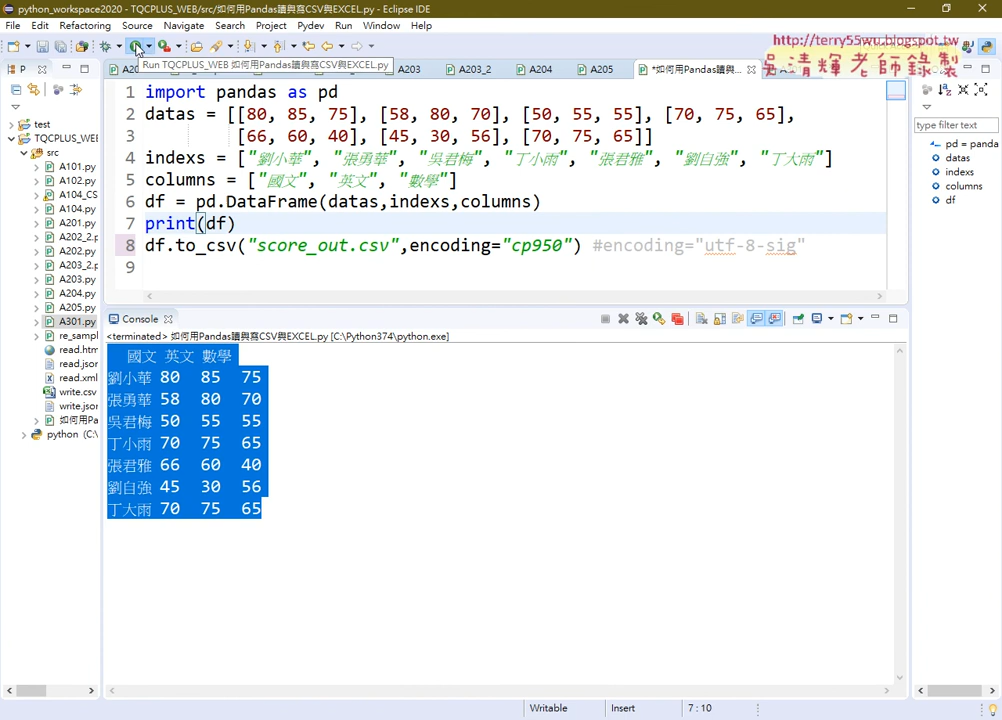 python_workspace2020 - TQCPLUS_WEB/src/如何用Pandas讀與寫CSV與EXCEL.py - Eclipse IDE
File Edit Refactoring Source Navigate Search Project Pydev Run Window Help
http://terry55wu.blogspot.tw
吳清輝老師錄製
Run TQCPLUS_WEB 如何用Pandas讀與寫CSV與EXCEL.py
P
A20
A203
A203_2
A204
A205
*如何用Pandas讀與...
1 import pandas as pd
2 datas = [[80, 85, 75], [58, 80, 70], [50, 55, 55], [70, 75, 65],
3 [66, 60, 40], [45, 30, 56], [70, 75, 65]]
4 indexs = ["劉小華", "張勇華", "吳君梅", "丁小雨", "張君雅", "劉自強", "丁大雨"]
5 columns = ["國文", "英文", "數學"]
6 df = pd.DataFrame(datas,indexs,columns)
7 print(df)
8 df.to_csv("score_out.csv",encoding="cp950") #encoding="utf-8-sig"
9
test
TQCPLUS_WEB
src
A101.py
A102.py
A104_CS
A104.py
A201.py
A202_2.p
A202.py
A203_2.p
A203.py
A204.py
A205.py
A301.py
re_sampl
read.htm
read.json
read.xml
write.csv
write.json
如何用Pa
python (C:\
type filter text
pd = panda
datas
indexs
columns
df
Console
<terminated> 如何用Pandas讀與寫CSV與EXCEL.py [C:\Python374\python.exe]
國文 英文 數學
劉小華 80 85 75
張勇華 58 80 70
吳君梅 50 55 55
丁小雨 70 75 65
張君雅 66 60 40
劉自強 45 30 56
丁大雨 70 75 65
Writable Insert 7 : 10